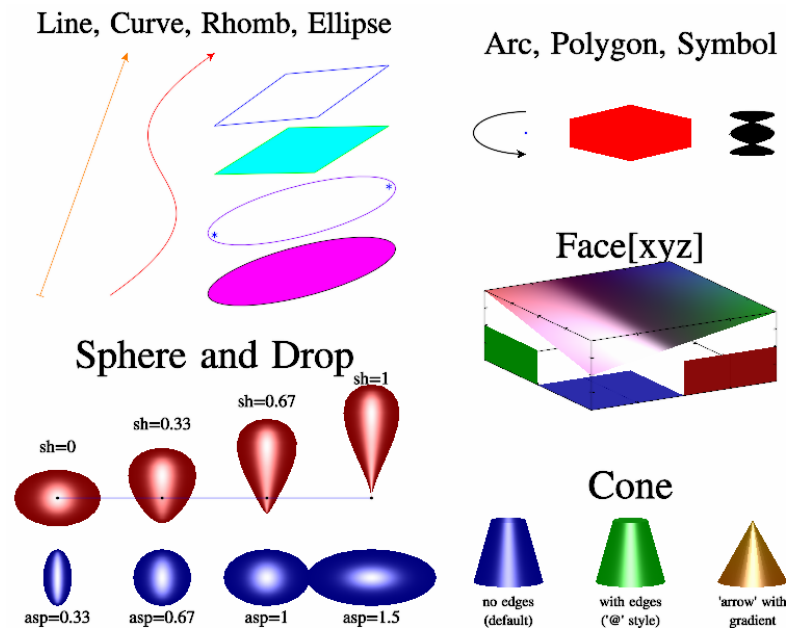 Line, Curve, Rhomb, Ellipse
Arc, Polygon, Symbol
Face[xyz]
Sphere and Drop
sh=0
sh=0.33
sh=0.67
sh=1
asp=0.33
asp=0.67
asp=1
asp=1.5
Cone
no edges
(default)
with edges
('@' style)
'arrow' with
gradient